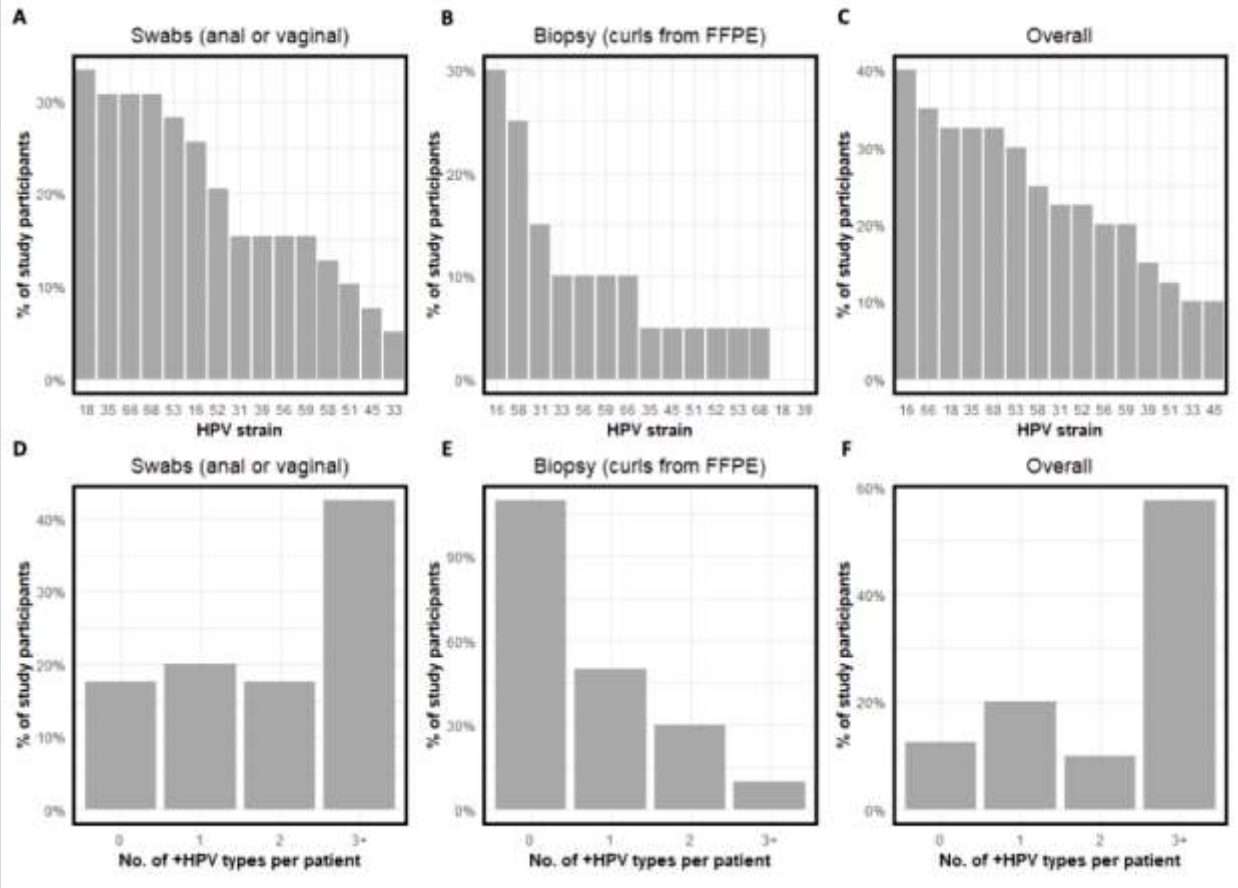 A
Swabs (anal or vaginal)
% of study participants
30%
20%
10%
0%
18 35 66 68 53 16 52 31 39 56 59 58 51 45 33
HPV strain
B
Biopsy (curls from FFPE)
% of study participants
30%
20%
10%
0%
16 58 31 33 56 59 66 35 45 51 52 53 68 18 39
HPV strain
C
Overall
% of study participants
40%
30%
20%
10%
0%
16 66 18 35 68 53 58 31 52 56 59 39 51 33 45
HPV strain
D
Swabs (anal or vaginal)
% of study participants
40%
30%
20%
10%
0%
0 1 2 3+
No. of +HPV types per patient
E
Biopsy (curls from FFPE)
% of study participants
90%
60%
30%
0%
0 1 2 3+
No. of +HPV types per patient
F
Overall
% of study participants
60%
40%
20%
0%
0 1 2 3+
No. of +HPV types per patient